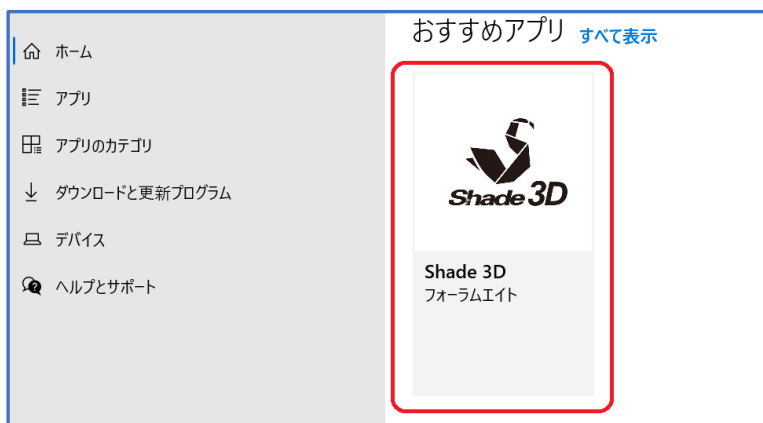 ホーム
アプリ
アプリのカテゴリ
ダウンロードと更新プログラム
デバイス
ヘルプとサポート
おすすめアプリ すべて表示
Shade 3D
Shade 3D
フォーラムエイト